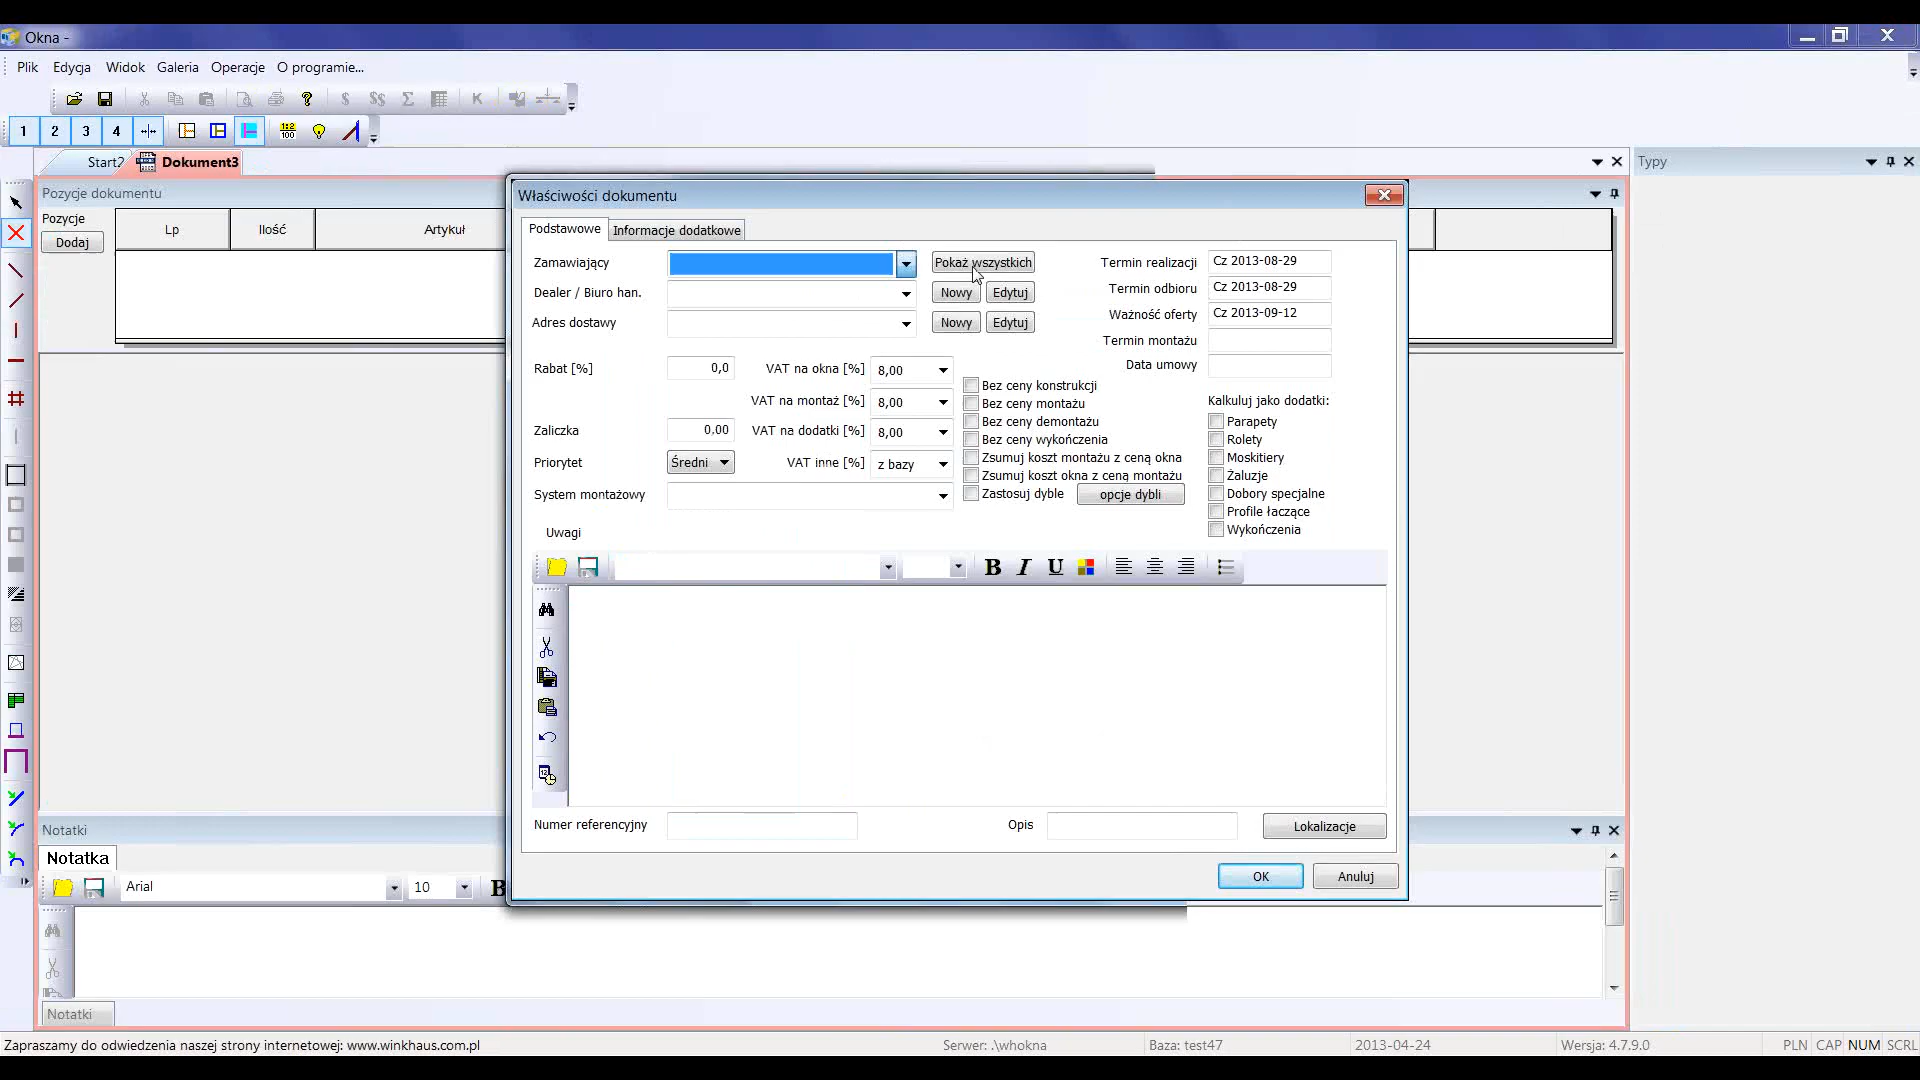 Okna -
Plik Edycja Widok Galeria Operacje O programie...
1 2 3 4
Start2 Dokument3
Typy
Pozycje dokumentu
Pozycje
Dodaj
Lp Ilość Artykuł
Właściwości dokumentu
Podstawowe Informacje dodatkowe
Zamawiający Pokaż wszystkich Termin realizacji Cz 2013-08-29
Dealer / Biuro han. Nowy Edytuj Termin odbioru Cz 2013-08-29
Adres dostawy Nowy Edytuj Ważność oferty Cz 2013-09-12
Termin montażu
Data umowy
Rabat [%] 0,0 VAT na okna [%] 8,00
VAT na montaż [%] 8,00
Zaliczka 0,00 VAT na dodatki [%] 8,00
Priorytet Średni VAT inne [%] z bazy
System montażowy
Bez ceny konstrukcji
Bez ceny montażu
Bez ceny demontażu
Bez ceny wykończenia
Zsumuj koszt montażu z ceną okna
Zsumuj koszt okna z ceną montażu
Zastosuj dyble opcje dybli
Kalkuluj jako dodatki:
Parapety
Rolety
Moskitiery
Żaluzje
Dobory specjalne
Profile łaczące
Wykończenia
Uwagi
B I U
Numer referencyjny Opis Lokalizacje
OK Anuluj
Notatki
Notatka
Arial 10 B
Notatki
Zapraszamy do odwiedzenia naszej strony internetowej: www.winkhaus.com.pl Serwer: .\whokna Baza: test47 2013-04-24 Wersja: 4.7.9.0 PLN CAP NUM SCRL